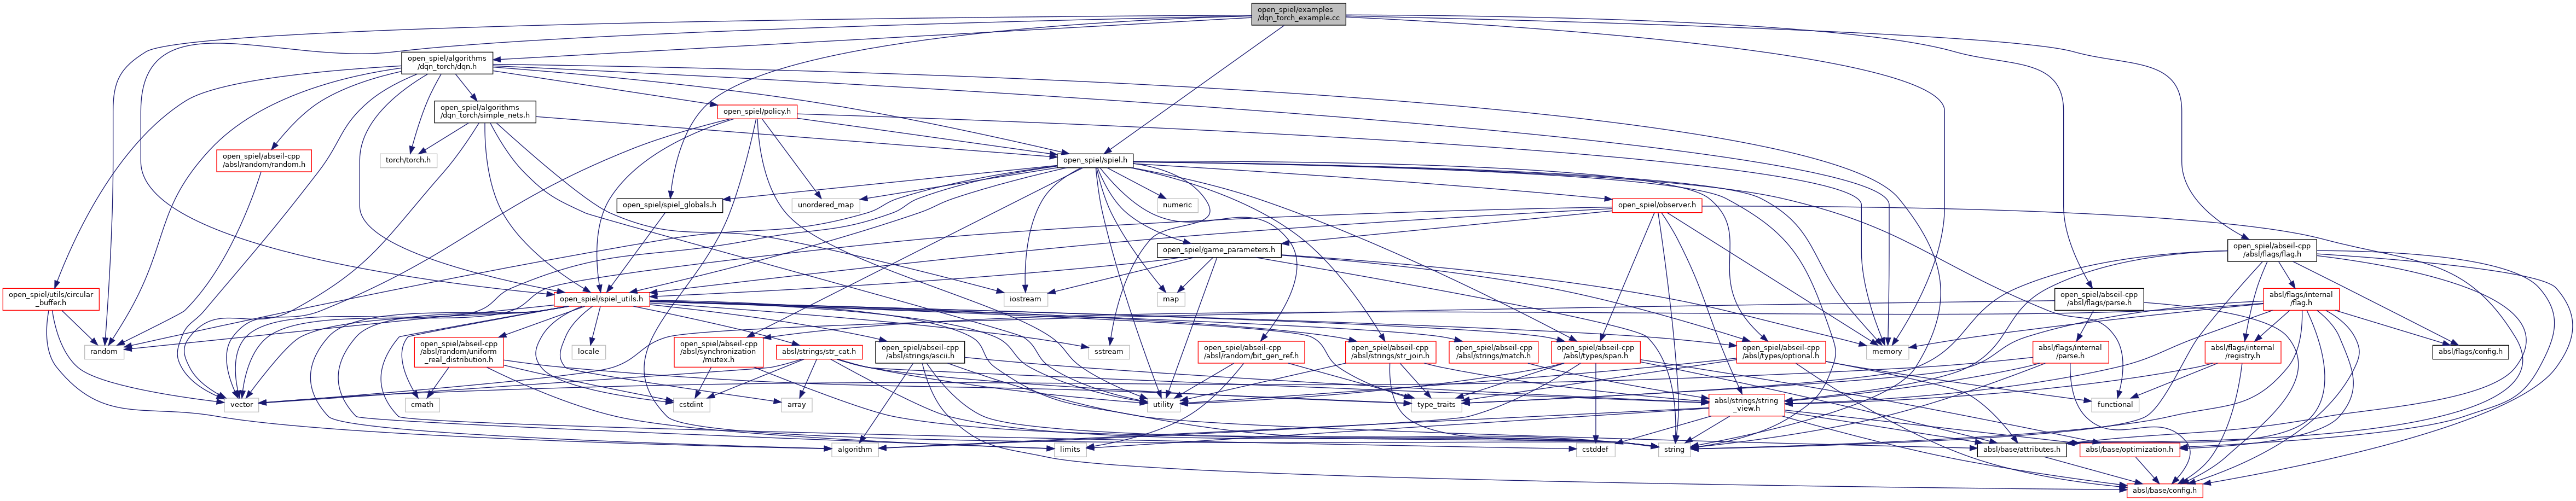 open_spiel/examples
/dqn_torch_example.cc
open_spiel/algorithms
/dqn_torch/dqn.h
open_spiel/algorithms
/dqn_torch/simple_nets.h
open_spiel/policy.h
open_spiel/abseil-cpp
/absl/random/random.h
torch/torch.h
open_spiel/spiel.h
open_spiel/spiel_globals.h
unordered_map
numeric
open_spiel/observer.h
open_spiel/game_parameters.h
open_spiel/abseil-cpp
/absl/flags/flag.h
open_spiel/utils/circular
_buffer.h
open_spiel/spiel_utils.h
iostream
map
open_spiel/abseil-cpp
/absl/flags/parse.h
absl/flags/internal
/flag.h
random
open_spiel/abseil-cpp
/absl/random/uniform
_real_distribution.h
locale
open_spiel/abseil-cpp
/absl/synchronization
/mutex.h
absl/strings/str_cat.h
open_spiel/abseil-cpp
/absl/strings/ascii.h
sstream
open_spiel/abseil-cpp
/absl/random/bit_gen_ref.h
open_spiel/abseil-cpp
/absl/strings/str_join.h
open_spiel/abseil-cpp
/absl/strings/match.h
open_spiel/abseil-cpp
/absl/types/span.h
open_spiel/abseil-cpp
/absl/types/optional.h
memory
absl/flags/internal
/parse.h
absl/flags/internal
/registry.h
absl/flags/config.h
vector
cmath
cstdint
array
utility
type_traits
absl/strings/string
_view.h
functional
algorithm
limits
cstddef
string
absl/base/attributes.h
absl/base/optimization.h
absl/base/config.h